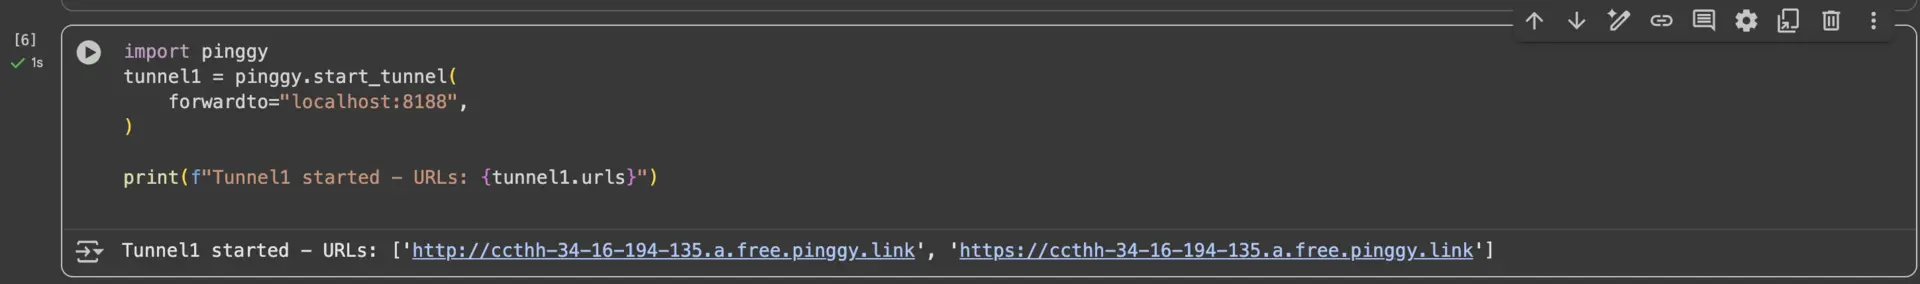 [6]
1s
import pinggy
tunnel1 = pinggy.start_tunnel(
    forwardto="localhost:8188",
)
print(f"Tunnel1 started - URLs: {tunnel1.urls}")
Tunnel1 started - URLs: ['http://ccthh-34-16-194-135.a.free.pinggy.link', 'https://ccthh-34-16-194-135.a.free.pinggy.link']